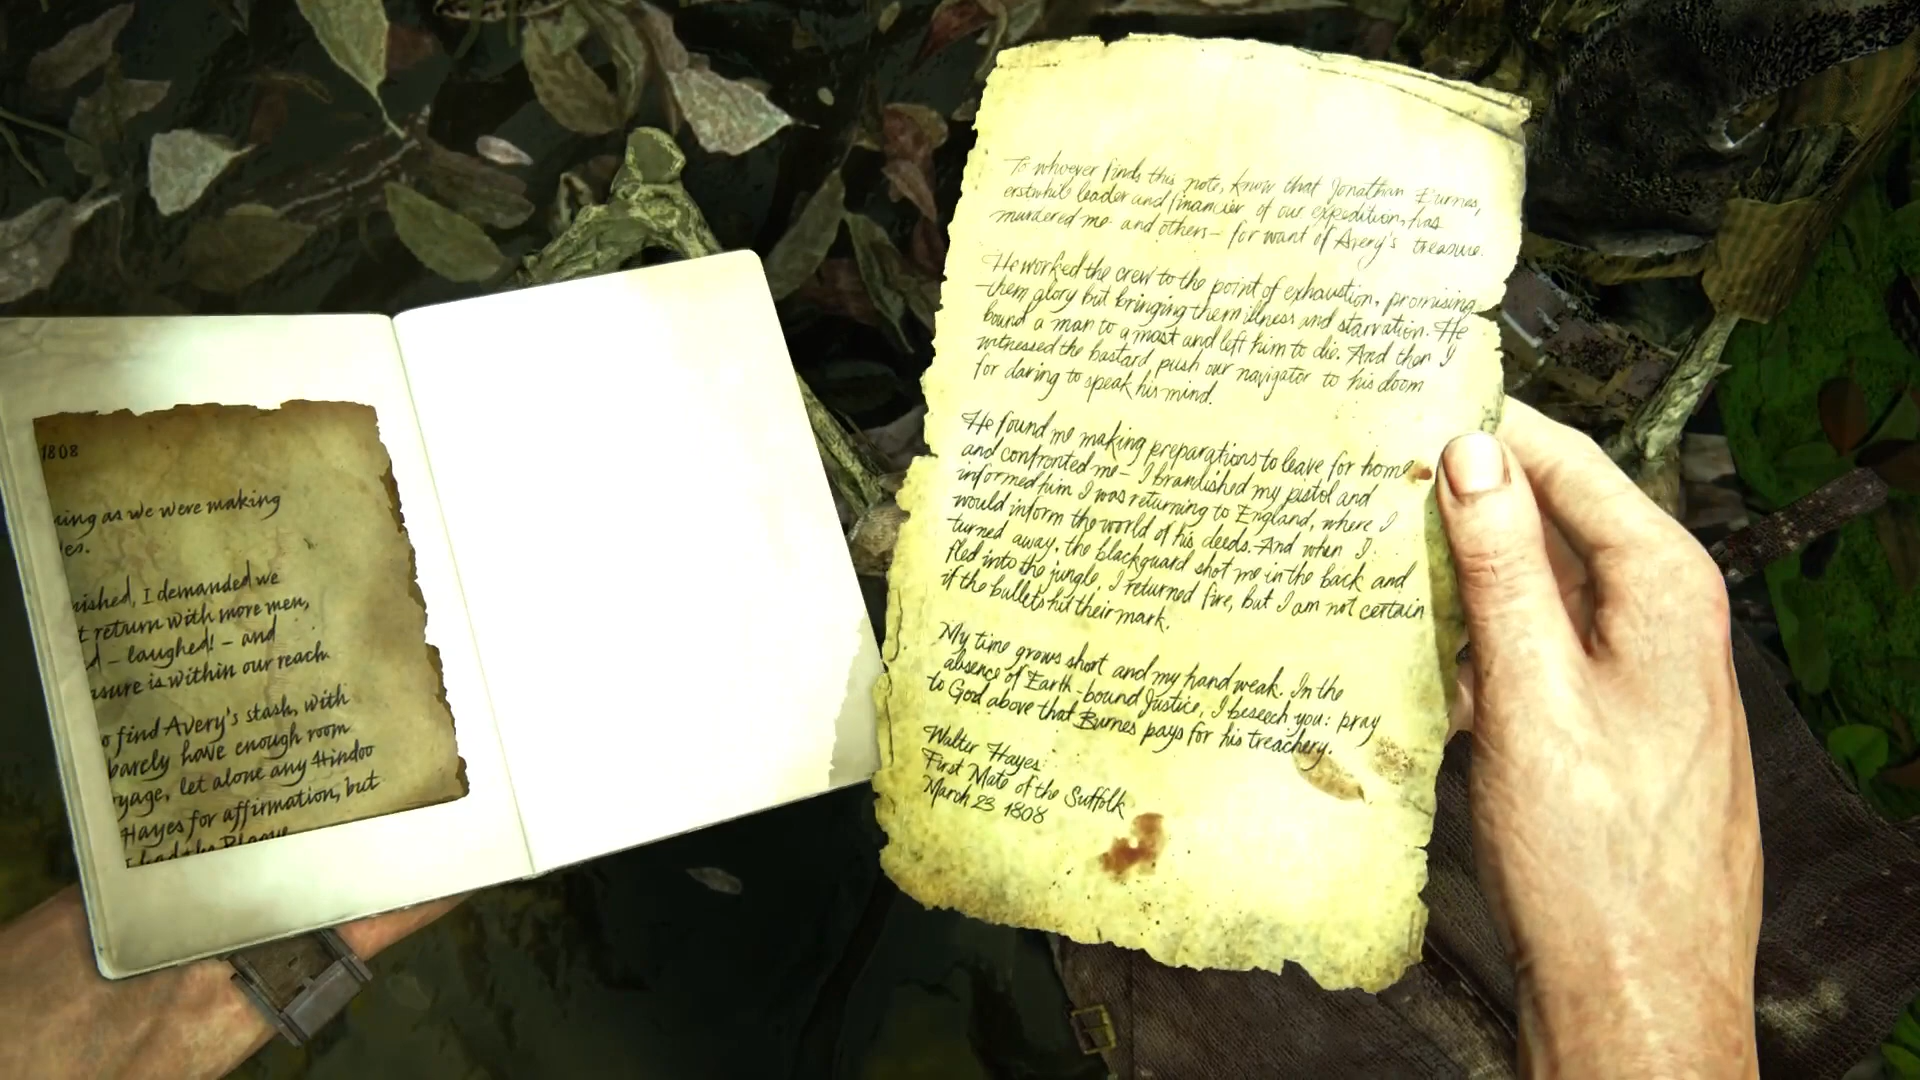 1808
ning as we were making
es.
nished, I demanded we
t return with more men,
d – laughed! – and
asure is within our reach.
o find Avery's stash, with
barely have enough room
yage, let alone any Hindoo
Hayes for affirmation, but
To whoever finds this note, know that Jonathan Burnes,
erstwhile leader and financier of our expedition, has
murdered me – and others – for want of Avery's treasure.
He worked the crew to the point of exhaustion, promising
them glory but bringing them illness and starvation. He
bound a man to a mast and left him to die. And then I
witnessed the bastard push our navigator to his doom
for daring to speak his mind.
He found me making preparations to leave for home
and confronted me – I brandished my pistol and
informed him I was returning to England, where I
would inform the world of his deeds. And when I
turned away, the blackguard shot me in the back and
fled into the jungle. I returned fire, but I am not certain
if the bullets hit their mark.
My time grows short and my hand weak. In the
absence of Earth-bound Justice, I beseech you: pray
to God above that Burnes pays for his treachery.
Walter Hayes
First Mate of the Suffolk
March 23 1808